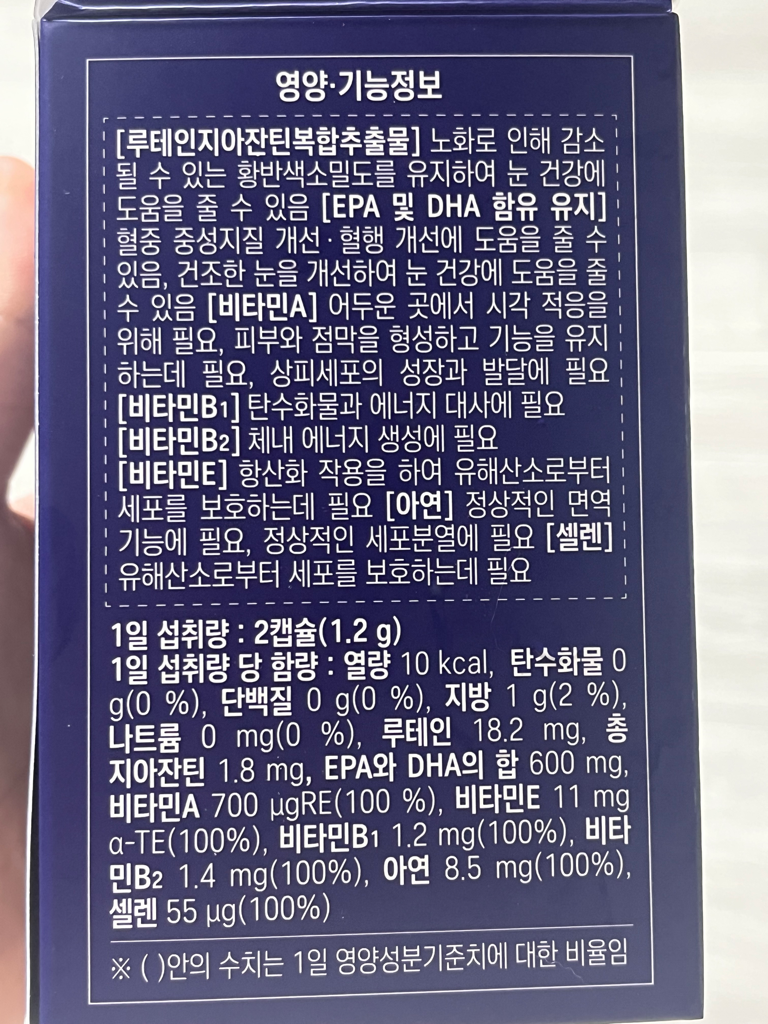 영양·기능정보
[루테인지아잔틴복합추출물] 노화로 인해 감소
될 수 있는 황반색소밀도를 유지하여 눈 건강에
도움을 줄 수 있음 [EPA 및 DHA 함유 유지]
혈중 중성지질 개선·혈행 개선에 도움을 줄 수
있음, 건조한 눈을 개선하여 눈 건강에 도움을 줄
수 있음 [비타민A] 어두운 곳에서 시각 적응을
위해 필요, 피부와 점막을 형성하고 기능을 유지
하는데 필요, 상피세포의 성장과 발달에 필요
[비타민B1] 탄수화물과 에너지 대사에 필요
[비타민B2] 체내 에너지 생성에 필요
[비타민E] 항산화 작용을 하여 유해산소로부터
세포를 보호하는데 필요 [아연] 정상적인 면역
기능에 필요, 정상적인 세포분열에 필요 [셀렌]
유해산소로부터 세포를 보호하는데 필요
1일 섭취량 : 2캡슐(1.2 g)
1일 섭취량 당 함량 : 열량 10 kcal, 탄수화물 0
g(0 %), 단백질 0 g(0 %), 지방 1 g(2 %),
나트륨 0 mg(0 %), 루테인 18.2 mg, 총
지아잔틴 1.8 mg, EPA와 DHA의 합 600 mg,
비타민A 700 μgRE(100 %), 비타민E 11 mg
α-TE(100%), 비타민B1 1.2 mg(100%), 비타
민B2 1.4 mg(100%), 아연 8.5 mg(100%),
셀렌 55 μg(100%)
※ ( )안의 수치는 1일 영양성분기준치에 대한 비율임